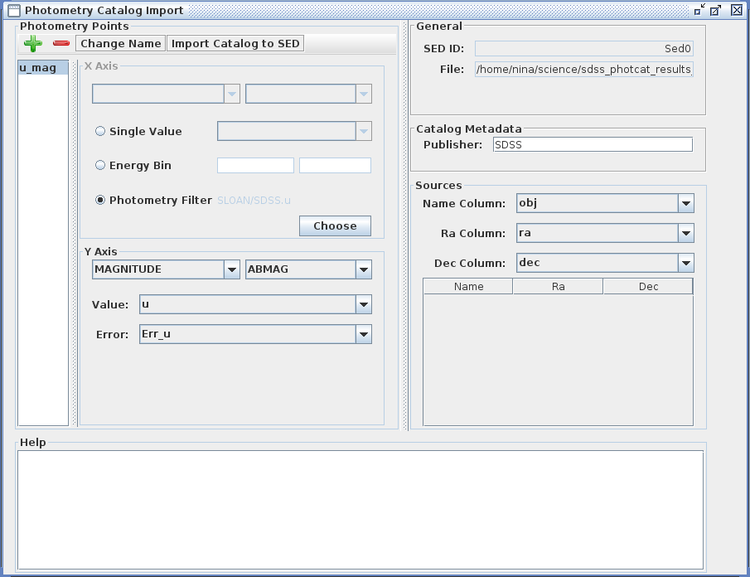 Photometry Catalog Import
Photometry Points
Change Name
Import Catalog to SED
u_mag
X Axis
Single Value
Energy Bin
Photometry Filter SLOAN/SDSS.u
Choose
Y Axis
MAGNITUDE
ABMAG
Value: u
Error: Err_u
General
SED ID: Sed0
File: /home/nina/science/sdss_photcat_results
Catalog Metadata
Publisher: SDSS
Sources
Name Column: obj
Ra Column: ra
Dec Column: dec
Name Ra Dec
Help